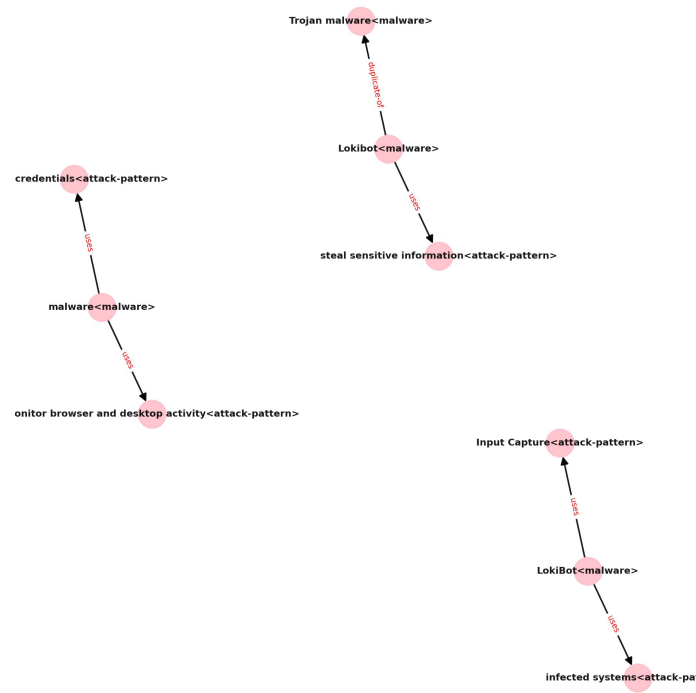 Trojan malware<malware>
duplicate-of
Lokibot<malware>
credentials<attack-pattern>
uses
uses
steal sensitive information<attack-pattern>
malware<malware>
uses
onitor browser and desktop activity<attack-pattern>
Input Capture<attack-pattern>
uses
LokiBot<malware>
uses
infected systems<attack-pa